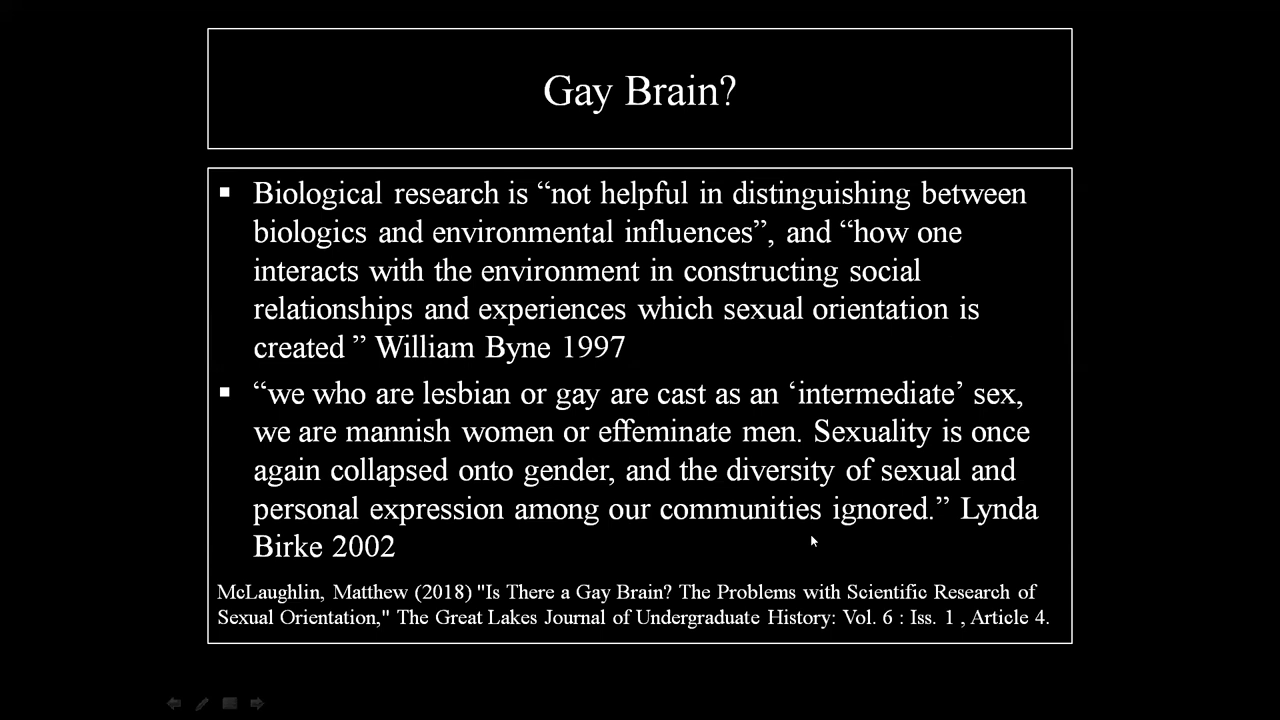 Gay Brain?
▪ Biological research is “not helpful in distinguishing between
biologics and environmental influences”, and “how one
interacts with the environment in constructing social
relationships and experiences which sexual orientation is
created ” William Byne 1997
▪ “we who are lesbian or gay are cast as an ‘intermediate’ sex,
we are mannish women or effeminate men. Sexuality is once
again collapsed onto gender, and the diversity of sexual and
personal expression among our communities ignored.” Lynda
Birke 2002
McLaughlin, Matthew (2018) "Is There a Gay Brain? The Problems with Scientific Research of
Sexual Orientation," The Great Lakes Journal of Undergraduate History: Vol. 6 : Iss. 1 , Article 4.